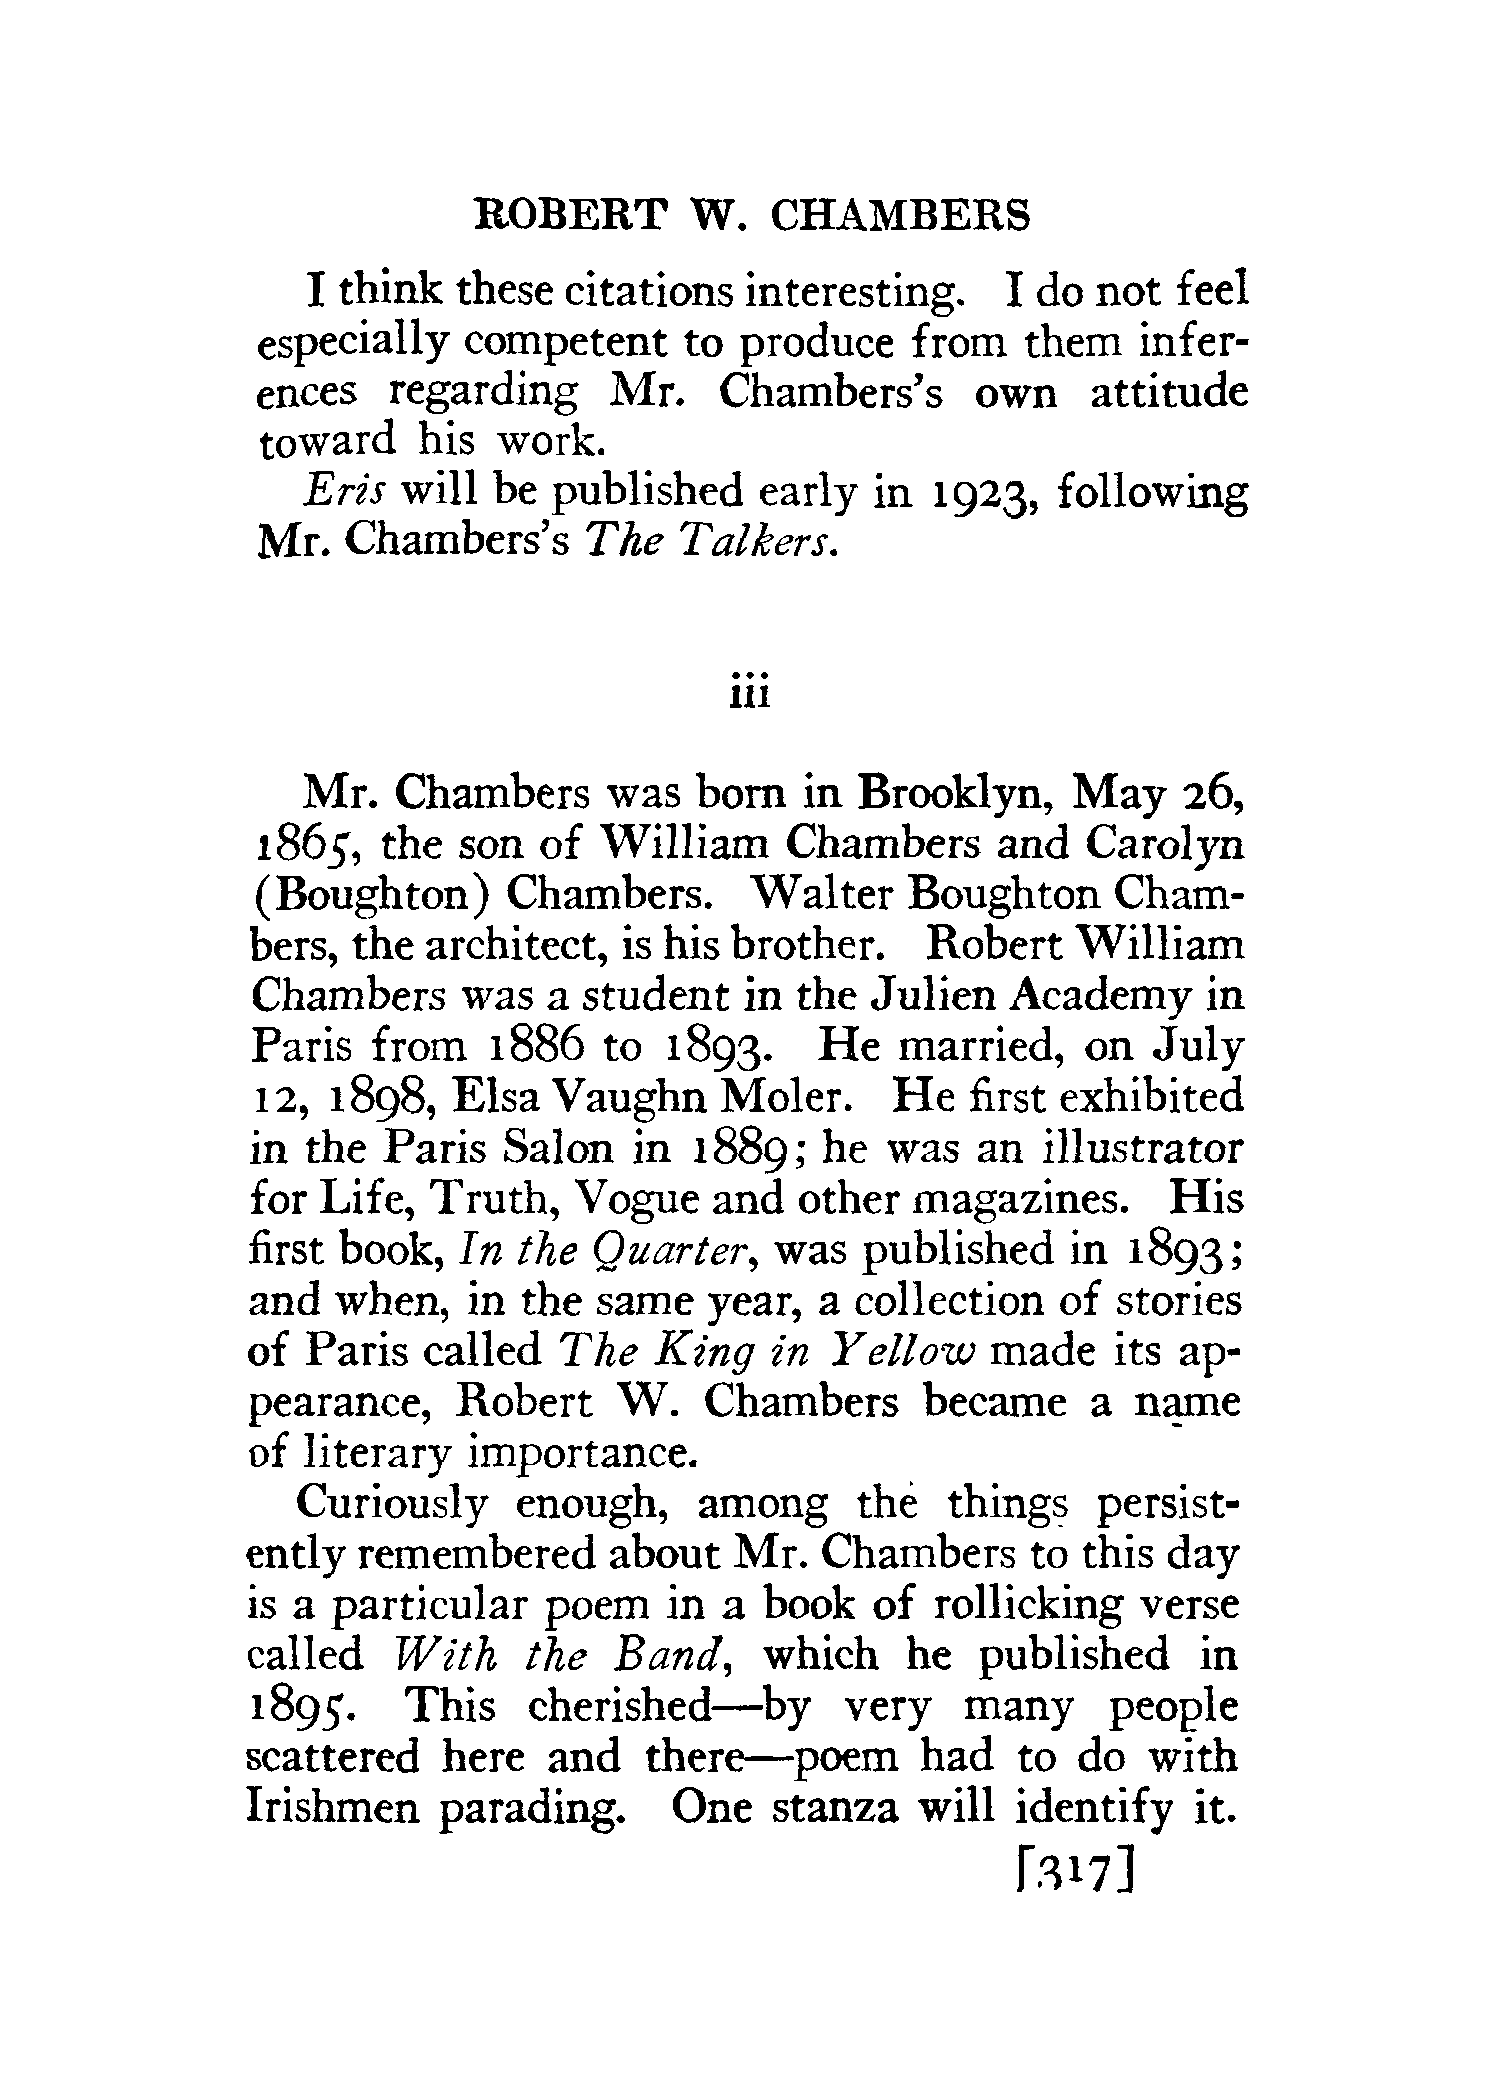 ROBERT W. CHAMBERS
I think these citations interesting. I do not feel
especially competent to produce from them infer-
ences regarding Mr. Chambers's own attitude
toward his work.
Eris will be published early in 1923, following
Mr. Chambers's The Talkers.
iii
Mr. Chambers was born in Brooklyn, May 26,
1865, the son of William Chambers and Carolyn
(Boughton) Chambers. Walter Boughton Cham-
bers, the architect, is his brother. Robert William
Chambers was a student in the Julien Academy in
Paris from 1886 to 1893. He married, on July
12, 1898, Elsa Vaughn Moler. He first exhibited
in the Paris Salon in 1889; he was an illustrator
for Life, Truth, Vogue and other magazines. His
first book, In the Quarter, was published in 1893;
and when, in the same year, a collection of stories
of Paris called The King in Yellow made its ap-
pearance, Robert W. Chambers became a name
of literary importance.
Curiously enough, among the things persist-
ently remembered about Mr. Chambers to this day
is a particular poem in a book of rollicking verse
called With the Band, which he published in
1895. This cherished—by very many people
scattered here and there—poem had to do with
Irishmen parading. One stanza will identify it.
[317]